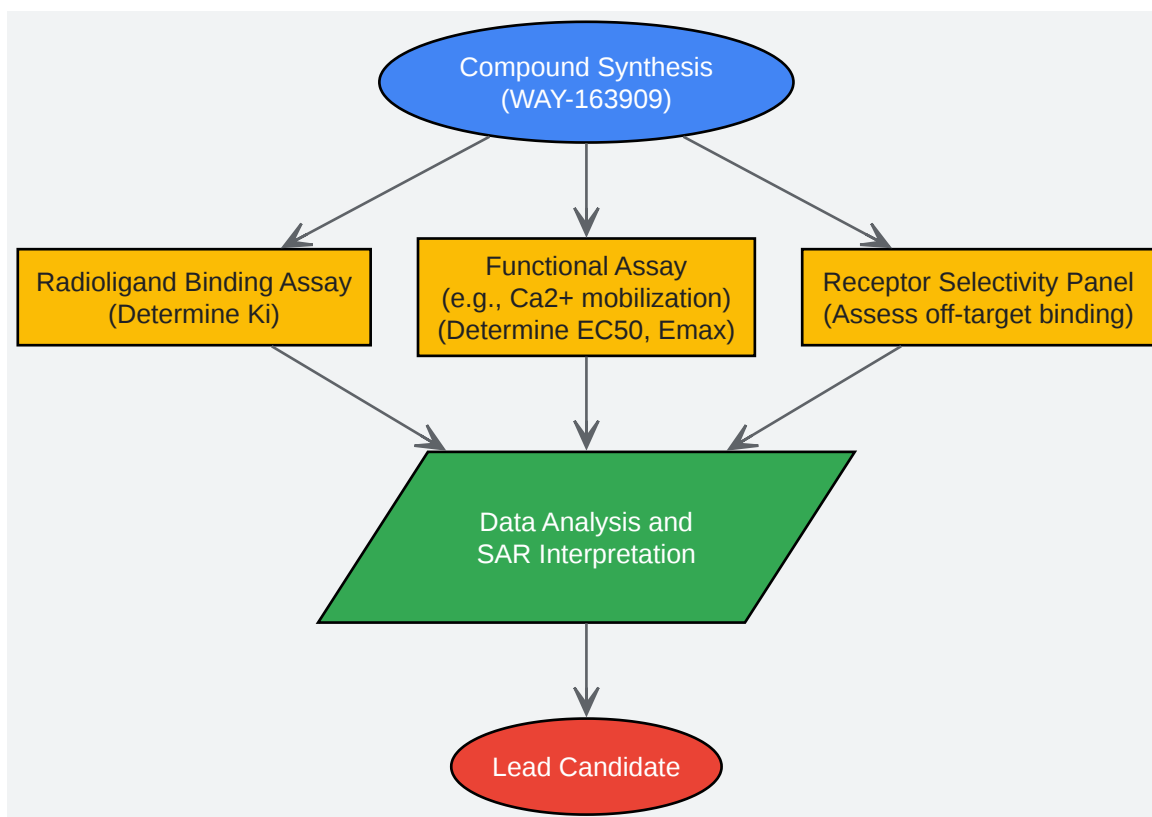 Compound Synthesis
(WAY-163909)
Radioligand Binding Assay
(Determine Ki)
Functional Assay
(e.g., Ca2+ mobilization)
(Determine EC50, Emax)
Receptor Selectivity Panel
(Assess off-target binding)
Data Analysis and
SAR Interpretation
Lead Candidate